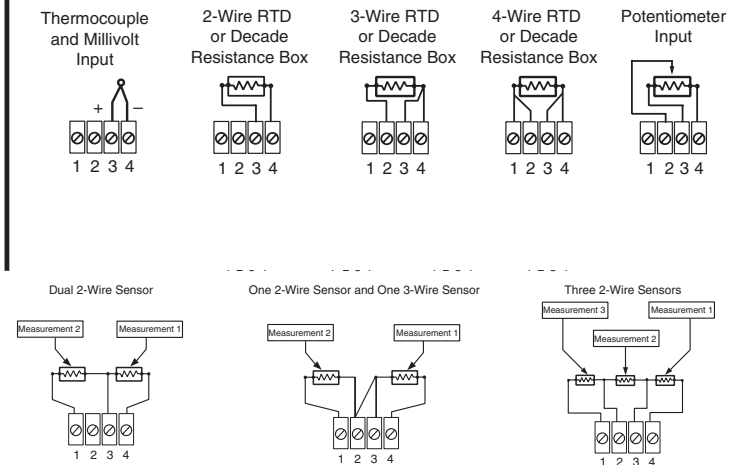 Thermocouple
and Millivolt
Input
+ –
1 2 3 4
2-Wire RTD
or Decade
Resistance Box
1 2 3 4
3-Wire RTD
or Decade
Resistance Box
1 2 3 4
4-Wire RTD
or Decade
Resistance Box
1 2 3 4
Potentiometer
Input
1 2 3 4
Dual 2-Wire Sensor
Measurement 2
Measurement 1
1 2 3 4
One 2-Wire Sensor and One 3-Wire Sensor
Measurement 2
Measurement 1
1 2 3 4
Three 2-Wire Sensors
Measurement 3
Measurement 1
Measurement 2
1 2 3 4